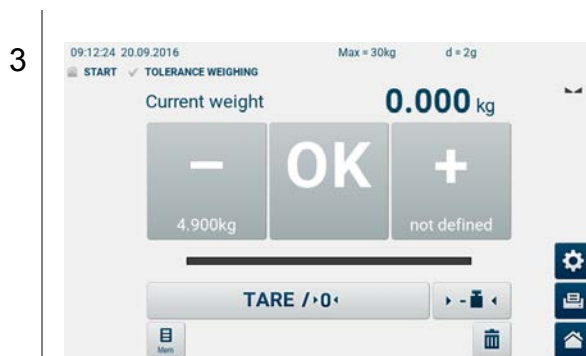 3
09:12:24 20.09.2016 Max = 30kg d = 2g
START TOLERANCE WEIGHING
Current weight 0.000 kg
− OK +
4.900kg not defined
TARE / 0
-
Mem